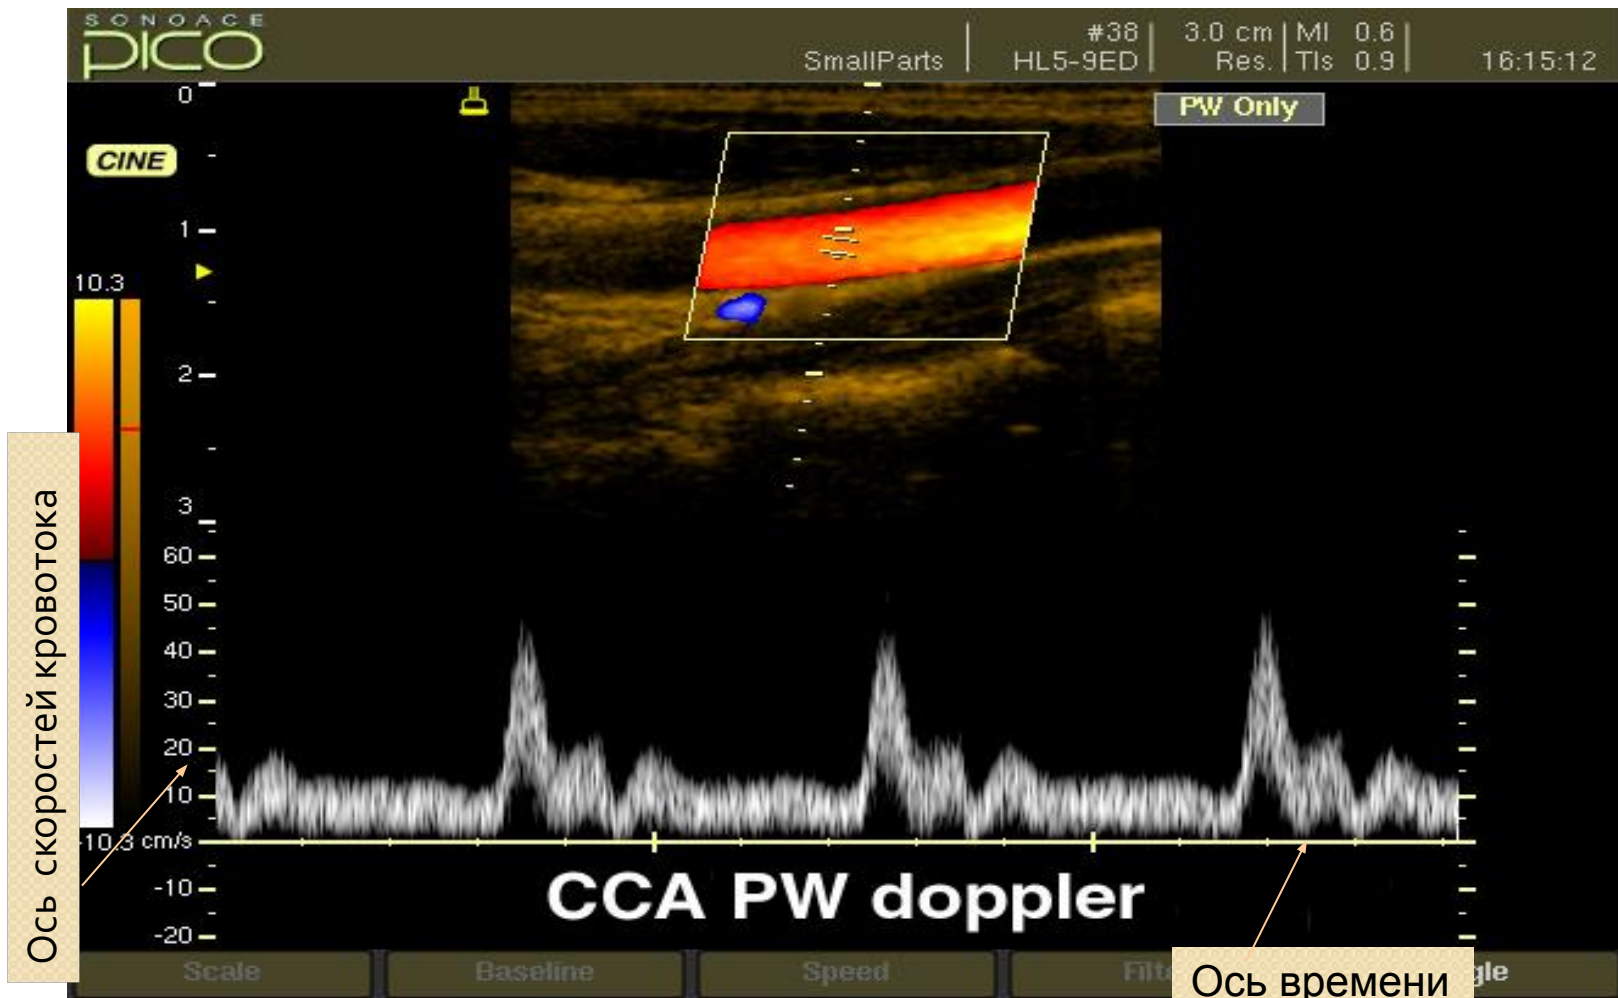 SONOACE
PICO
SmallParts
#38
HL5-9ED
3.0 cm
Res.
MI 0.6
TIs 0.9
16:15:12
0
CINE
PW Only
1
10.3
2
3
60
50
40
30
20
10
-10.3 cm/s
-10
-20
Ось скоростей кровотока
CCA PW doppler
Scale
Baseline
Speed
Ось времени